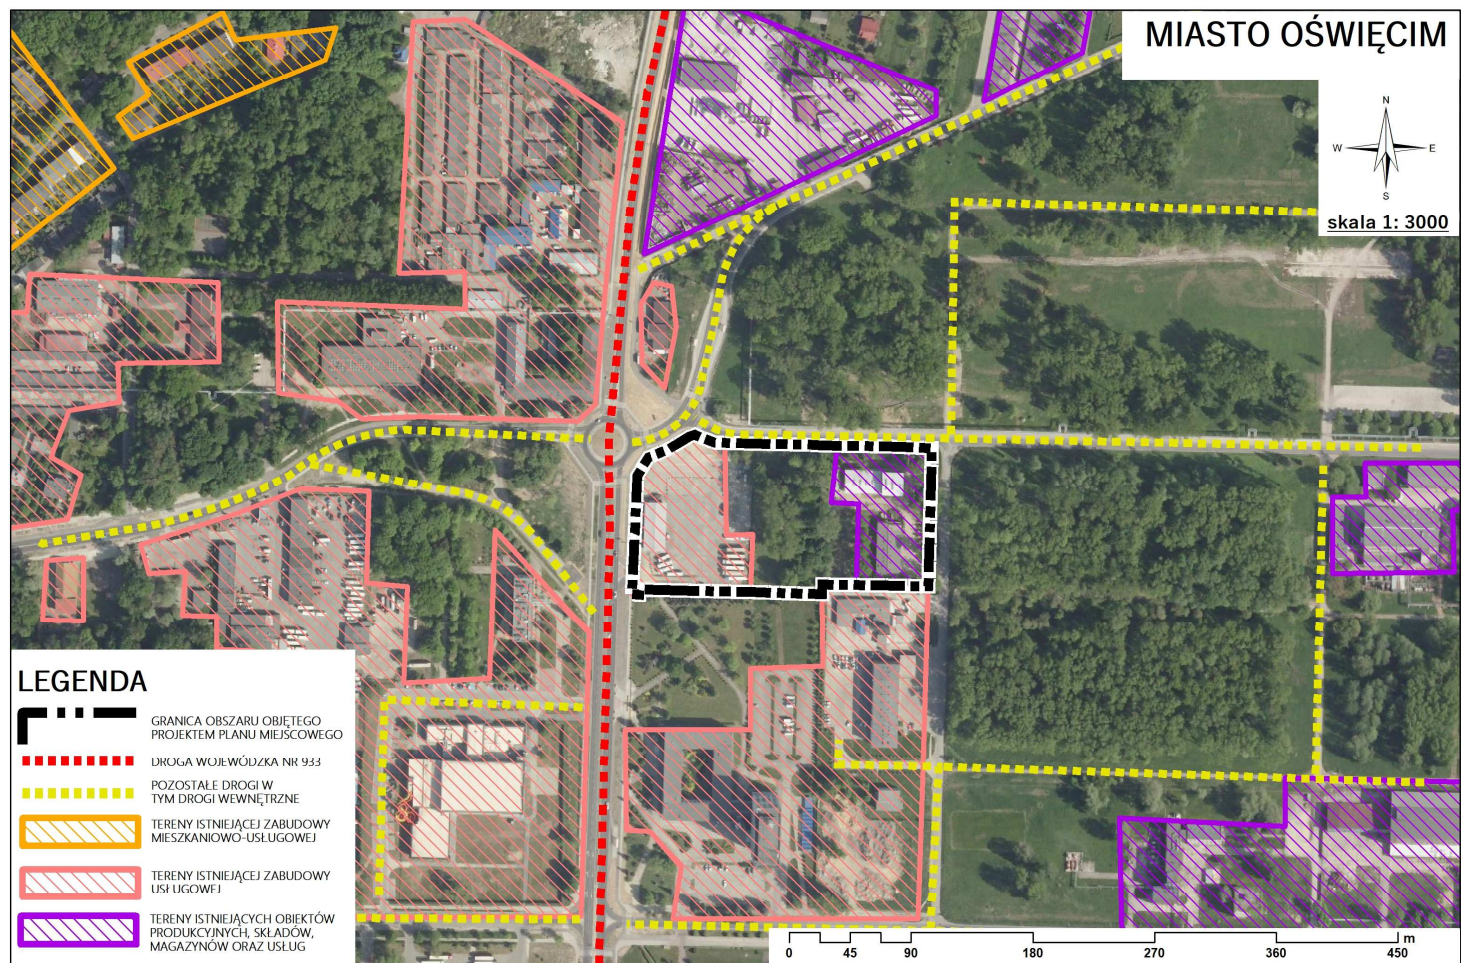 MIASTO OŚWIĘCIM
N
W
E
S
skala 1: 3000
LEGENDA
GRANICA OBSZARU OBJĘTEGO
PROJEKTEM PLANU MIEJSCOWEGO
DROGA WOJEWÓDZKA NR 933
POZOSTAŁE DROGI W
TYM DROGI WEWNĘTRZNE
TERENY ISTNIEJĄCEJ ZABUDOWY
MIESZKANIOWO-USŁUGOWEJ
TERENY ISTNIEJĄCEJ ZABUDOWY
USŁUGOWEJ
TERENY ISTNIEJĄCYCH OBIEKTÓW
PRODUKCYJNYCH, SKŁADÓW,
MAGAZYNÓW ORAZ USŁUG
m
0 45 90 180 270 360 450